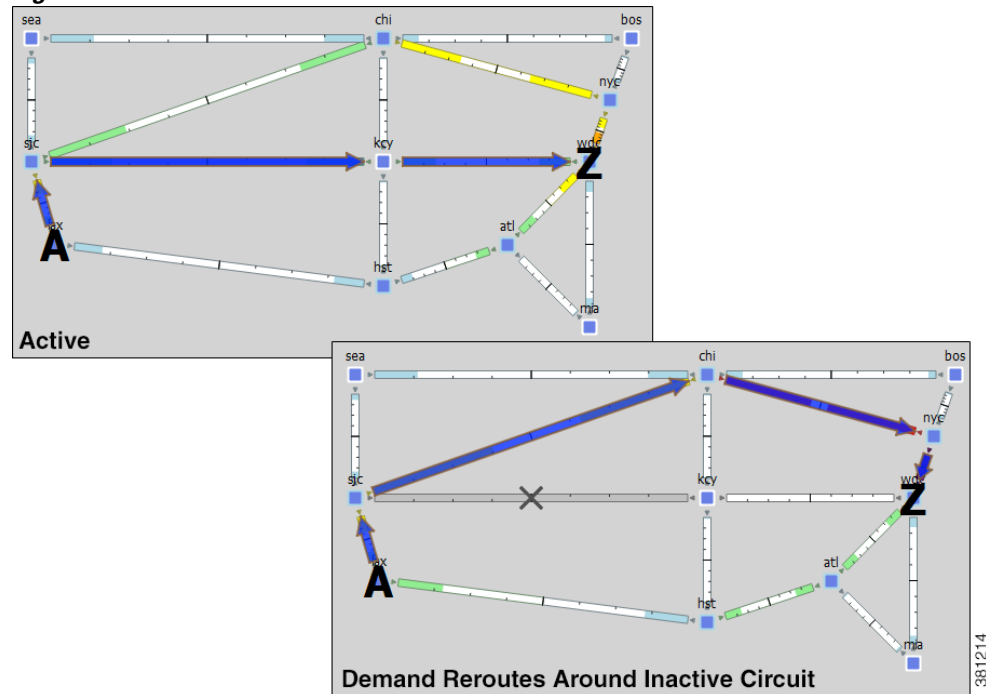 sea
chi
bos
nyc
sjc
kcy
wdc
Z
atl
A
hst
mia
Active
sea
chi
bos
nyc
sjc
kcy
Z
atl
A
hst
mia
Demand Reroutes Around Inactive Circuit
381214